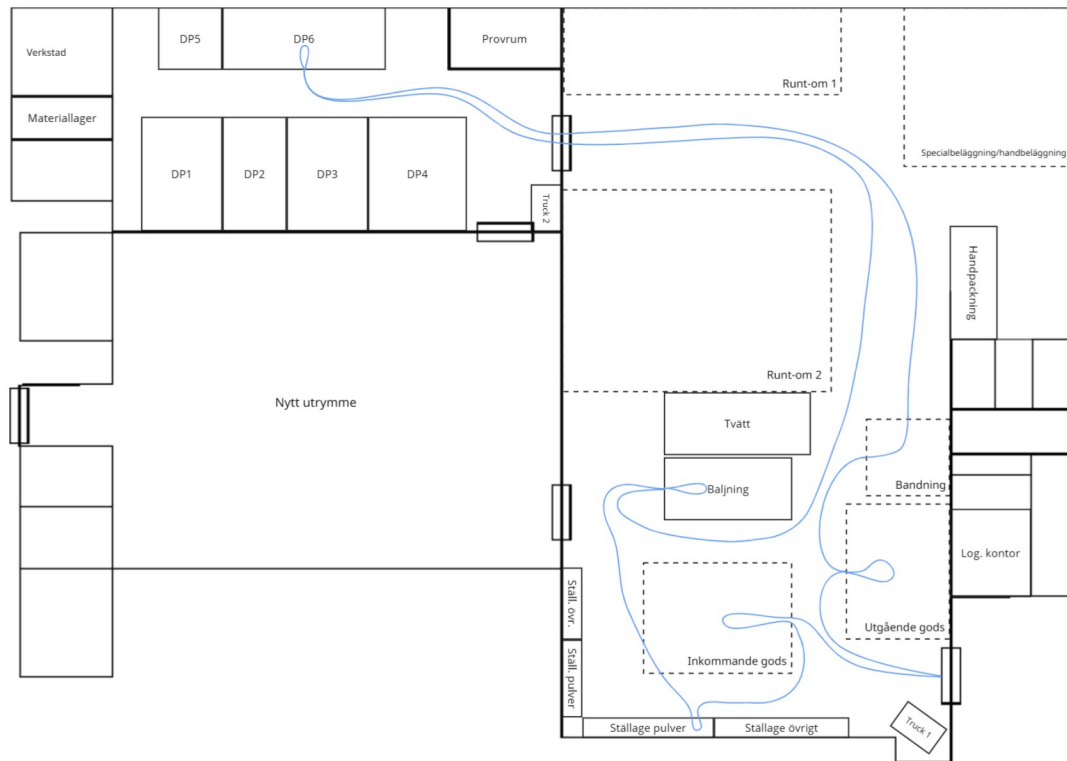 DP5
DP6
Provrum
Verkstad
Runt-om 1
Materiallager
Specialbeläggning/handbeläggning
DP1
DP2
DP3
DP4
Truck 2
Handpackning
Runt-om 2
Nytt utrymme
Tvätt
Bandning
Baljning
Log. kontor
Ställ. övr.
Utgående gods
Inkommande gods
Ställ. pulver
Ställage pulver
Ställage övrigt
Truck 1